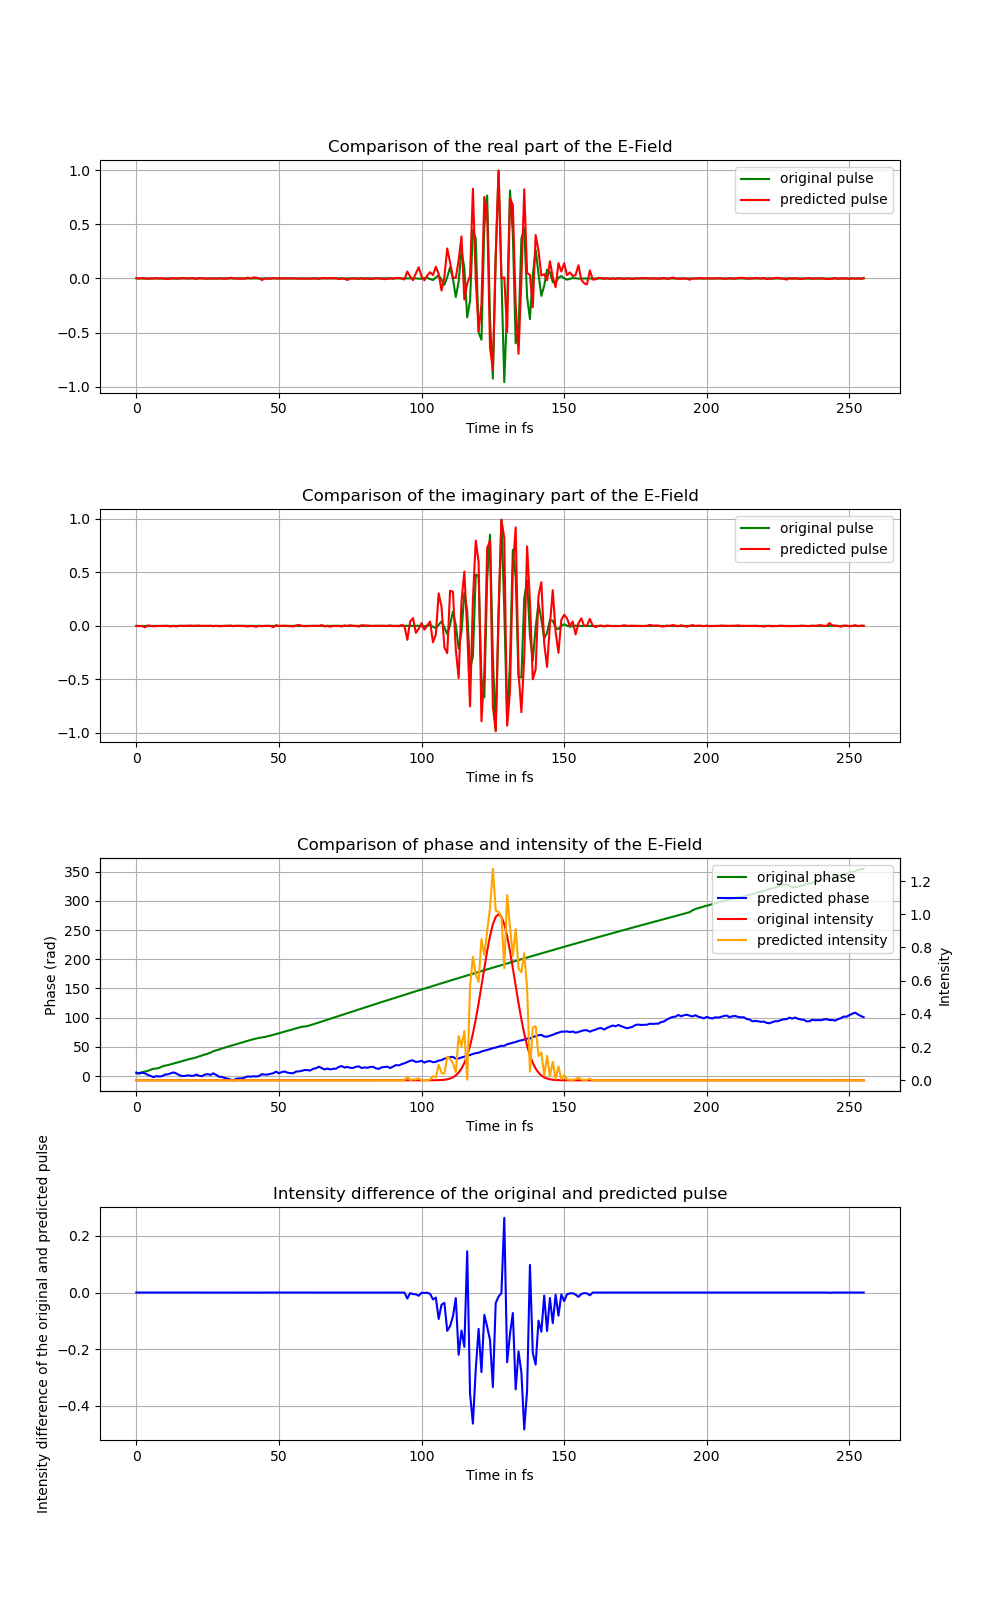 Comparison of the real part of the E-Field
1.0
0.5
0.0
−0.5
−1.0
original pulse
predicted pulse
0 50 100 150 200 250
Time in fs
Comparison of the imaginary part of the E-Field
1.0
0.5
0.0
−0.5
−1.0
original pulse
predicted pulse
0 50 100 150 200 250
Time in fs
Comparison of phase and intensity of the E-Field
Phase (rad)
350
300
250
200
150
100
50
0
original phase
predicted phase
original intensity
predicted intensity
1.2
1.0
0.8
0.6
0.4
0.2
0.0
Intensity
0 50 100 150 200 250
Time in fs
Intensity difference of the original and predicted pulse
Intensity difference of the original and predicted pulse
0.2
0.0
−0.2
−0.4
0 50 100 150 200 250
Time in fs